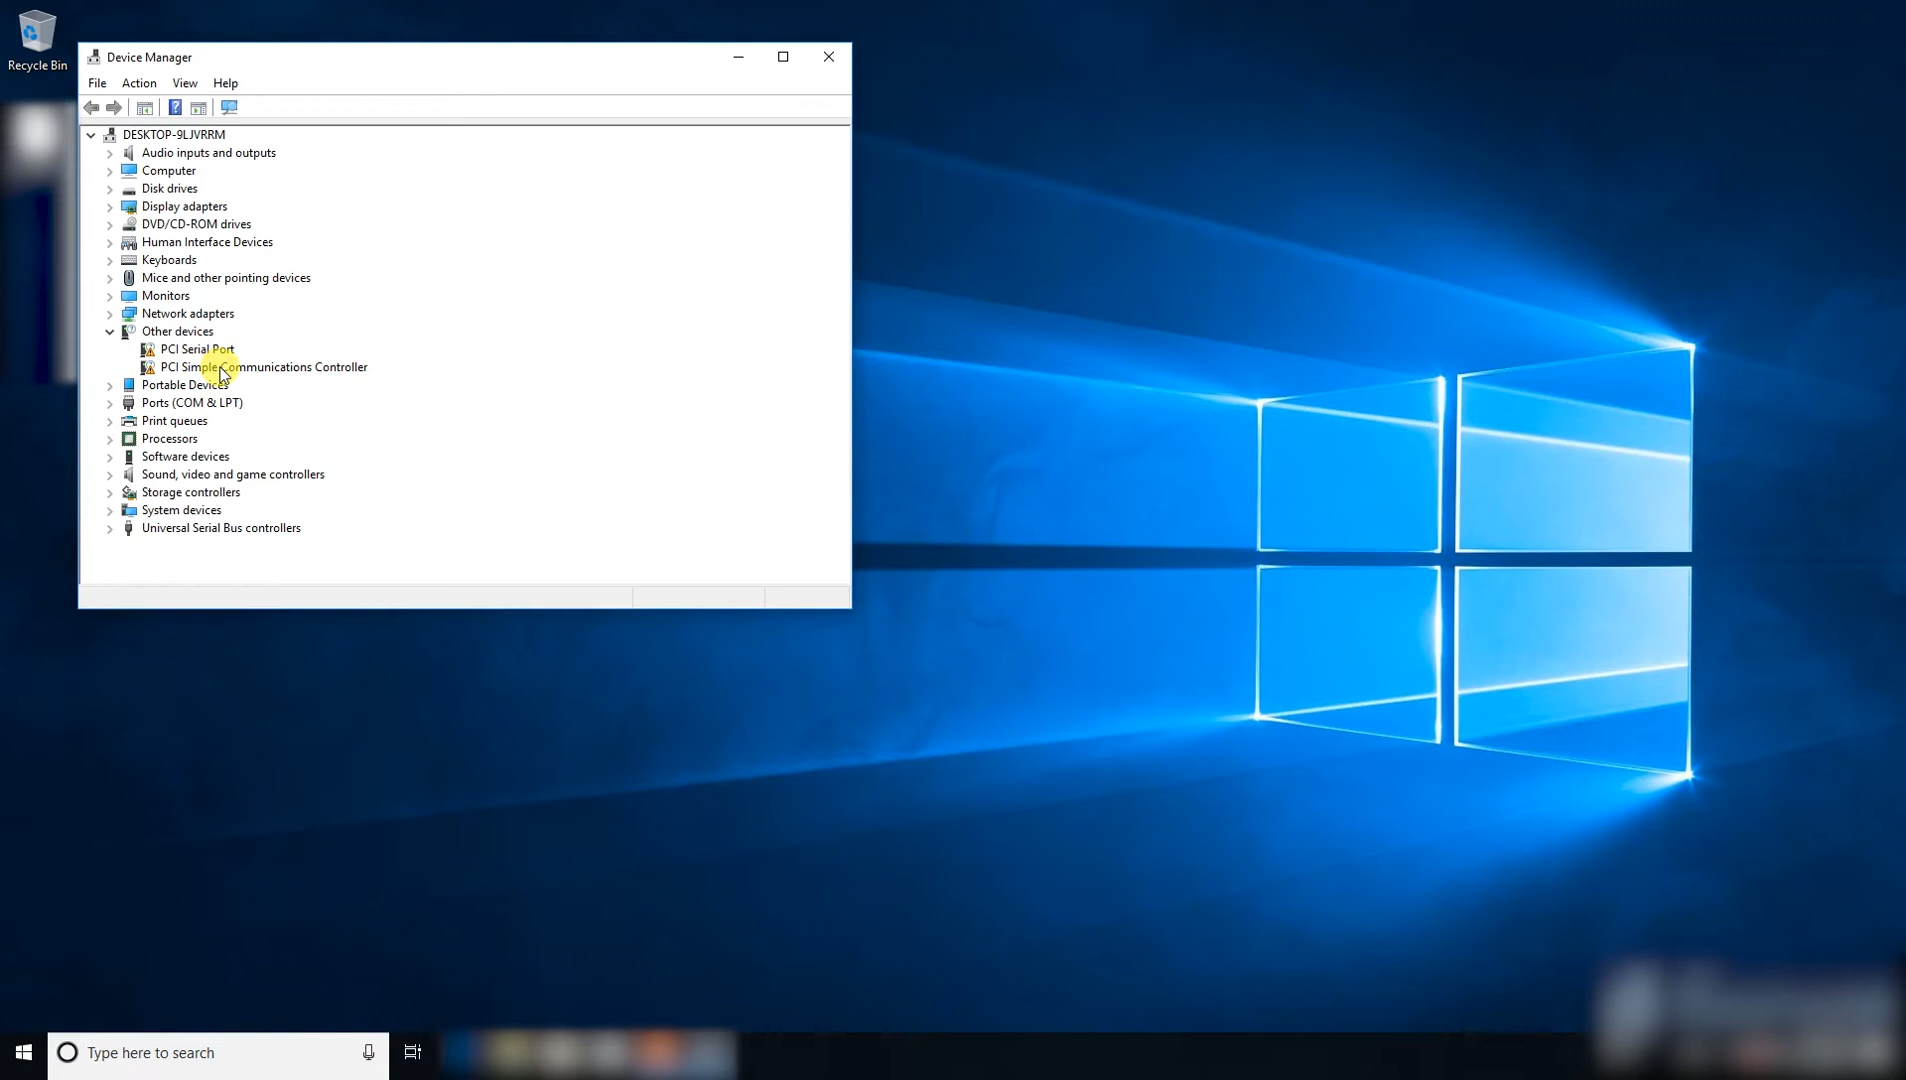 Recycle Bin
Device Manager
File Action View Help
DESKTOP-9LJVRRM
Audio inputs and outputs
Computer
Disk drives
Display adapters
DVD/CD-ROM drives
Human Interface Devices
Keyboards
Mice and other pointing devices
Monitors
Network adapters
Other devices
PCI Serial Port
PCI Simple Communications Controller
Portable Devices
Ports (COM & LPT)
Print queues
Processors
Software devices
Sound, video and game controllers
Storage controllers
System devices
Universal Serial Bus controllers
Type here to search